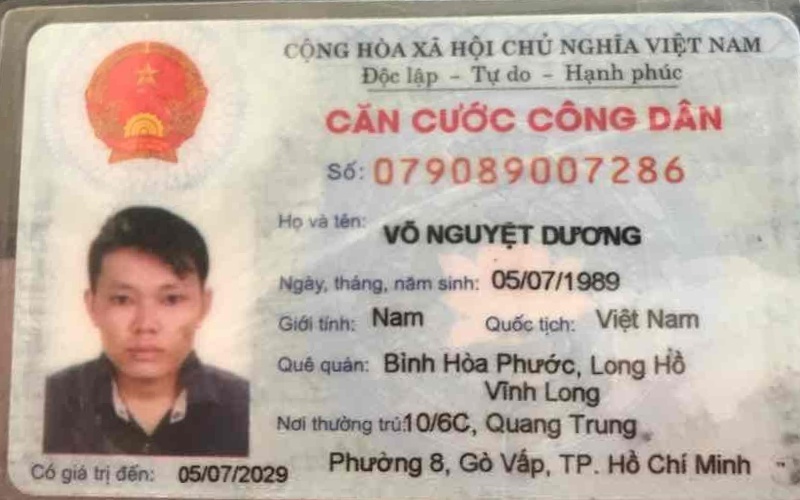 CỘNG HÒA XÃ HỘI CHỦ NGHĨA VIỆT NAM
Độc lập - Tự do - Hạnh phúc
CĂN CƯỚC CÔNG DÂN
Số: 079089007286
Họ và tên: VÕ NGUYỆT DƯƠNG
Ngày, tháng, năm sinh: 05/07/1989
Giới tính: Nam Quốc tịch: Việt Nam
Quê quán: Bình Hòa Phước, Long Hồ
Vĩnh Long
Nơi thường trú: 10/6C, Quang Trung
Phường 8, Gò Vấp, TP. Hồ Chí Minh
Có giá trị đến: 05/07/2029